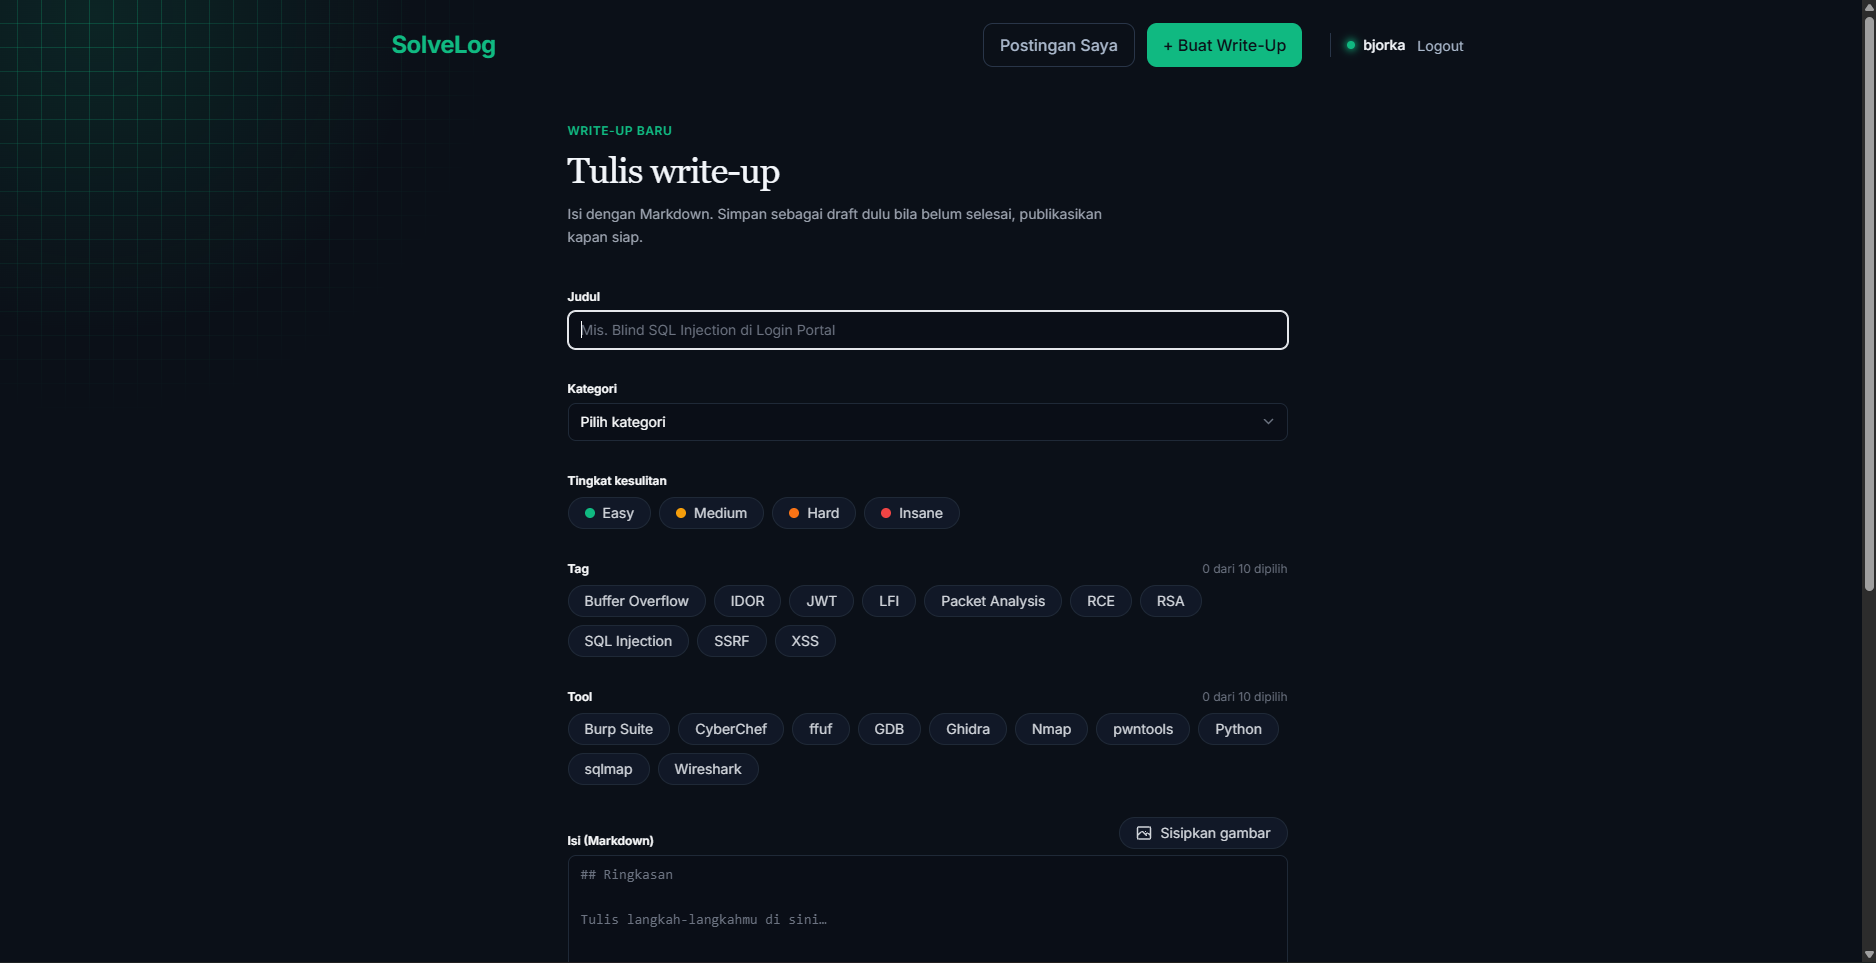 SolveLog
Postingan Saya
+ Buat Write-Up
bjorka
Logout
WRITE-UP BARU
Tulis write-up
Isi dengan Markdown. Simpan sebagai draft dulu bila belum selesai, publikasikan
kapan siap.
Judul
Mis. Blind SQL Injection di Login Portal
Kategori
Pilih kategori
Tingkat kesulitan
Easy
Medium
Hard
Insane
Tag
0 dari 10 dipilih
Buffer Overflow
IDOR
JWT
LFI
Packet Analysis
RCE
RSA
SQL Injection
SSRF
XSS
Tool
0 dari 10 dipilih
Burp Suite
CyberChef
ffuf
GDB
Ghidra
Nmap
pwntools
Python
sqlmap
Wireshark
Isi (Markdown)
Sisipkan gambar
## Ringkasan
Tulis langkah-langkahmu di sini…